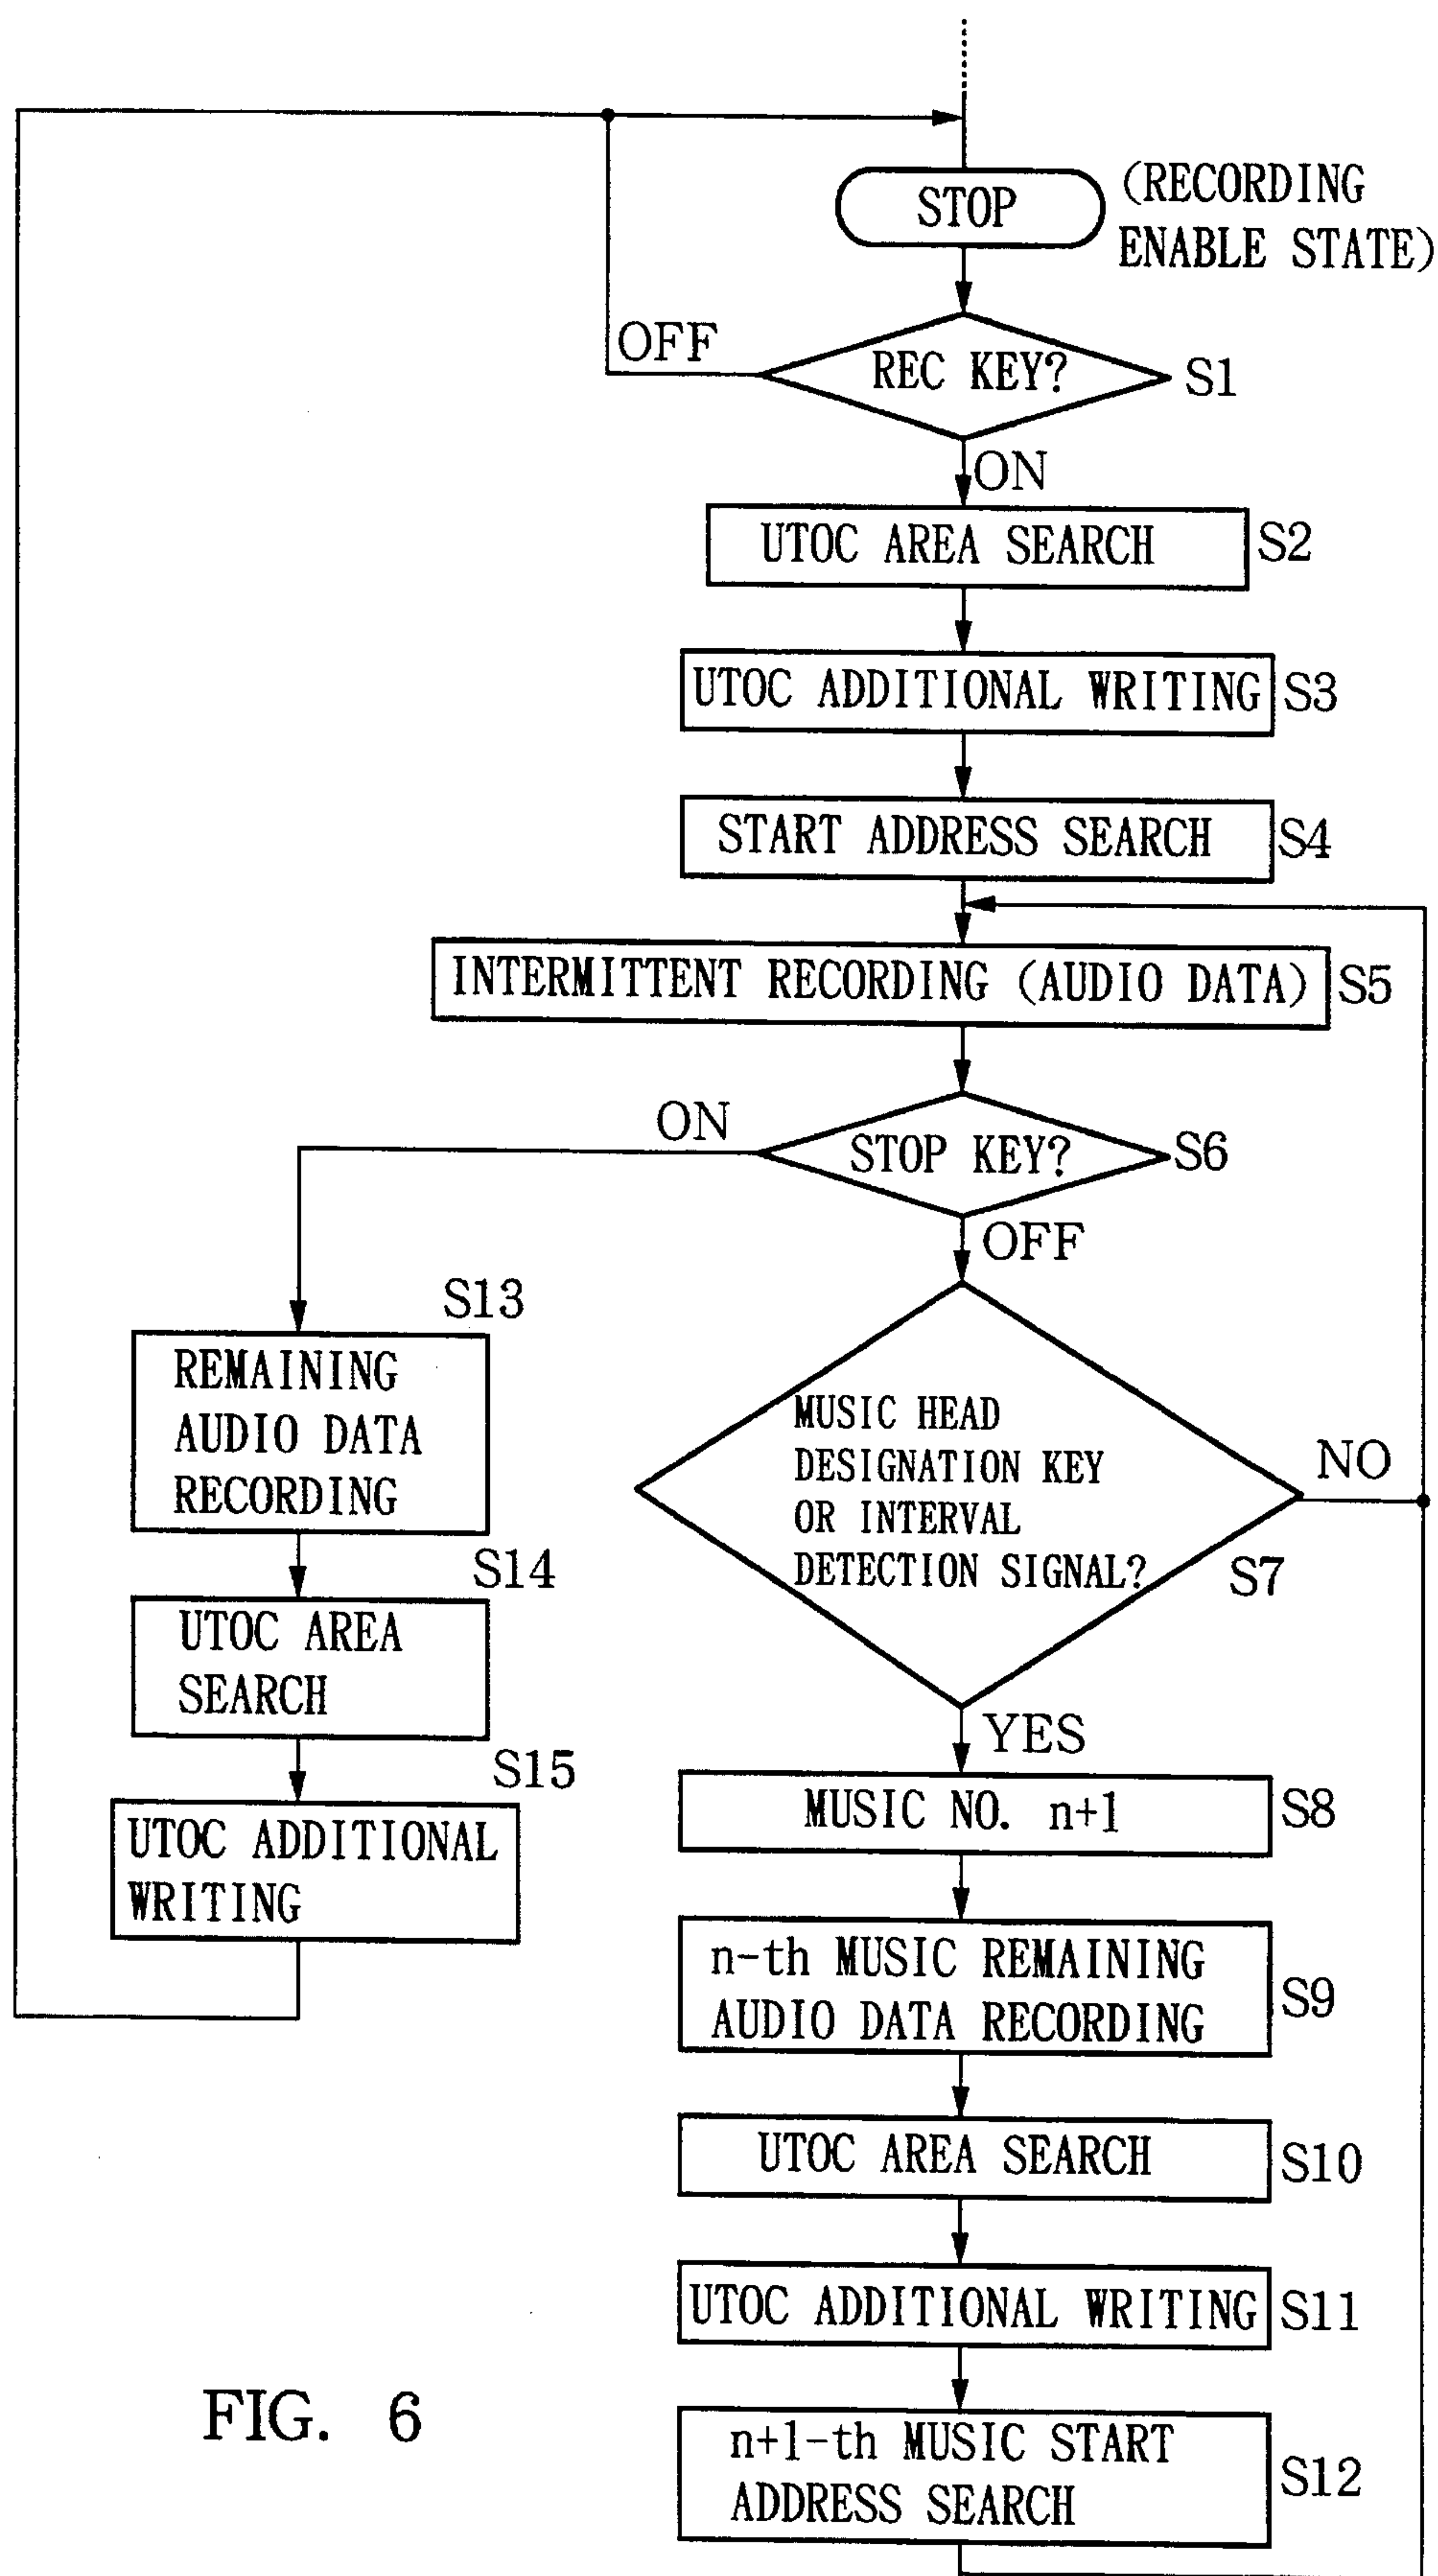 STOP
(RECORDING
ENABLE STATE)
OFF
REC KEY?
S1
ON
UTOC AREA SEARCH
S2
UTOC ADDITIONAL WRITING
S3
START ADDRESS SEARCH
S4
INTERMITTENT RECORDING (AUDIO DATA)
S5
ON
STOP KEY?
S6
OFF
S13
REMAINING
AUDIO DATA
RECORDING
MUSIC HEAD
DESIGNATION KEY
OR INTERVAL
DETECTION SIGNAL?
NO
S7
S14
UTOC AREA
SEARCH
YES
S15
UTOC ADDITIONAL
WRITING
MUSIC NO. n+1
S8
n-th MUSIC REMAINING
AUDIO DATA RECORDING
S9
UTOC AREA SEARCH
S10
UTOC ADDITIONAL WRITING
S11
n+1-th MUSIC START
ADDRESS SEARCH
S12
FIG. 6